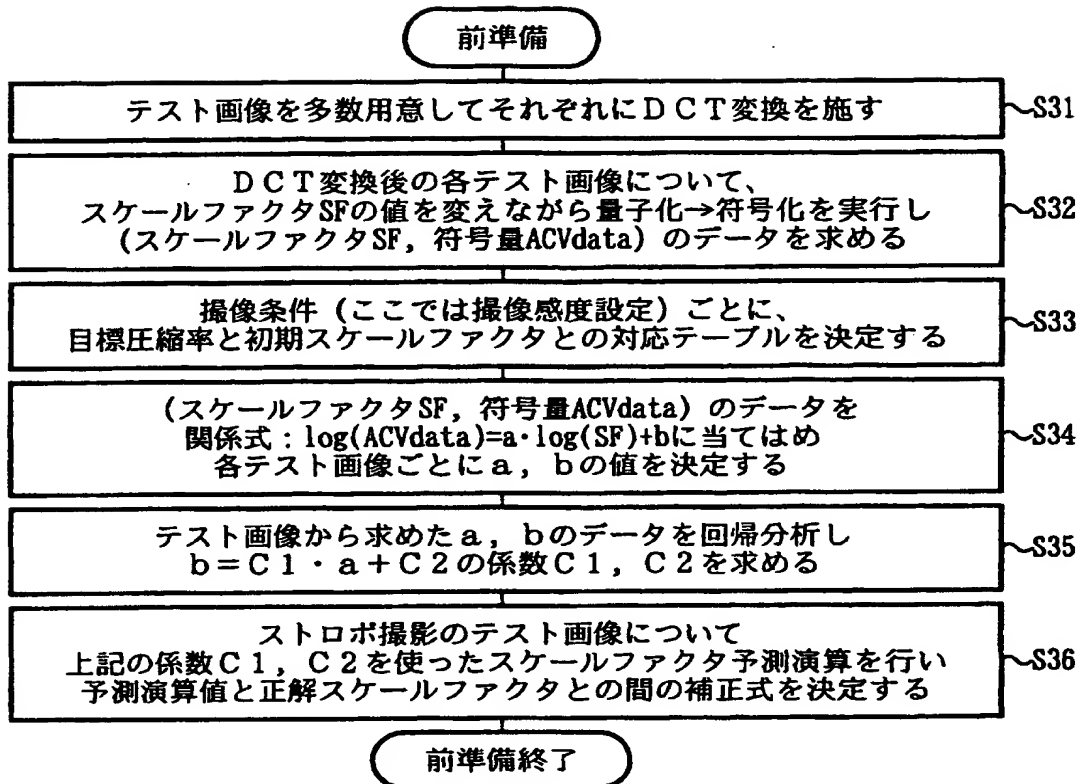 前準備
テスト画像を多数用意してそれぞれにＤＣＴ変換を施す
~S31
ＤＣＴ変換後の各テスト画像について、
スケールファクタSFの値を変えながら量子化→符号化を実行し
(スケールファクタSF, 符号量ACVdata) のデータを求める
~S32
撮像条件 (ここでは撮像感度設定) ごとに、
目標圧縮率と初期スケールファクタとの対応テーブルを決定する
~S33
(スケールファクタSF, 符号量ACVdata) のデータを
関係式：log(ACVdata)=a·log(SF)+bに当てはめ
各テスト画像ごとにａ, ｂの値を決定する
~S34
テスト画像から求めたａ, ｂのデータを回帰分析し
ｂ＝Ｃ１・ａ＋Ｃ２の係数Ｃ１, Ｃ２を求める
~S35
ストロボ撮影のテスト画像について
上記の係数Ｃ１, Ｃ２を使ったスケールファクタ予測演算を行い
予測演算値と正解スケールファクタとの間の補正式を決定する
~S36
前準備終了